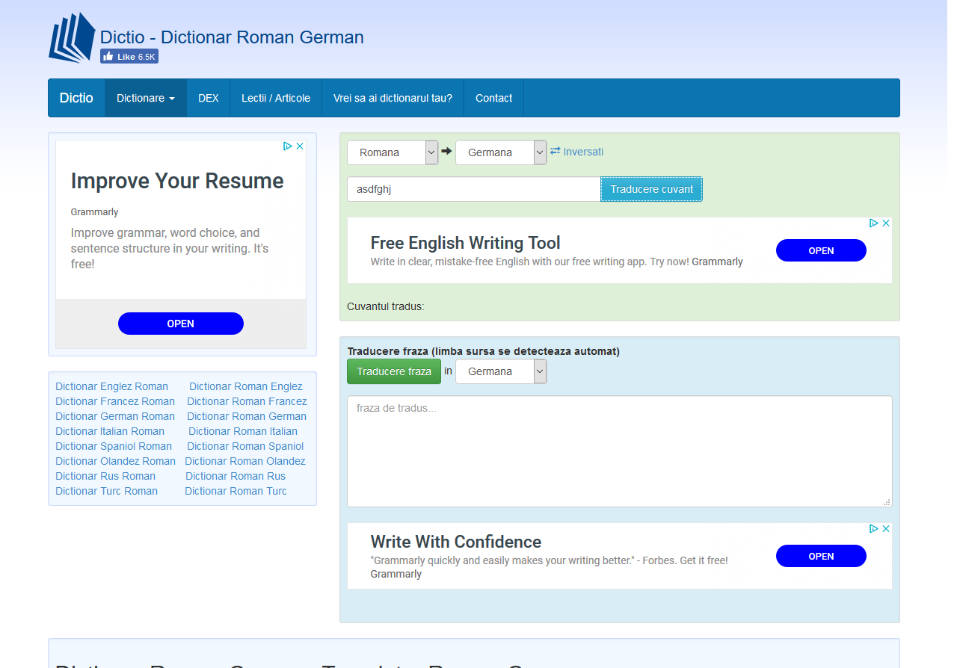 Dictio - Dictionar Roman German
Like 6.5K
Dictio Dictionare DEX Lectii / Articole Vrei sa ai dictionarul tau? Contact
Improve Your Resume
Grammarly
Improve grammar, word choice, and
sentence structure in your writing. It's
free!
OPEN
Dictionar Englez Roman Dictionar Roman Englez
Dictionar Francez Roman Dictionar Roman Francez
Dictionar German Roman Dictionar Roman German
Dictionar Italian Roman Dictionar Roman Italian
Dictionar Spaniol Roman Dictionar Roman Spaniol
Dictionar Olandez Roman Dictionar Roman Olandez
Dictionar Rus Roman Dictionar Roman Rus
Dictionar Turc Roman Dictionar Roman Turc
Romana Germana Inversati
asdfghj Traducere cuvant
Free English Writing Tool
Write in clear, mistake-free English with our free writing app. Try now! Grammarly
OPEN
Cuvantul tradus:
Traducere fraza (limba sursa se detecteaza automat)
Traducere fraza in Germana
fraza de tradus...
Write With Confidence
"Grammarly quickly and easily makes your writing better." - Forbes. Get it free!
Grammarly
OPEN